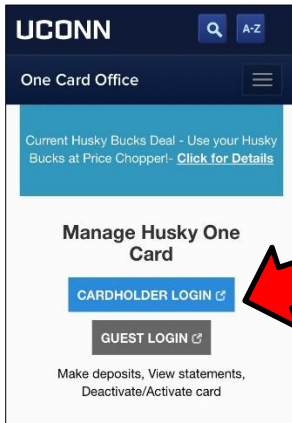 UCONN
A-Z
One Card Office
Current Husky Bucks Deal - Use your Husky
Bucks at Price Chopper!- Click for Details
Manage Husky One
Card
CARDHOLDER LOGIN
GUEST LOGIN
Make deposits, View statements,
Deactivate/Activate card